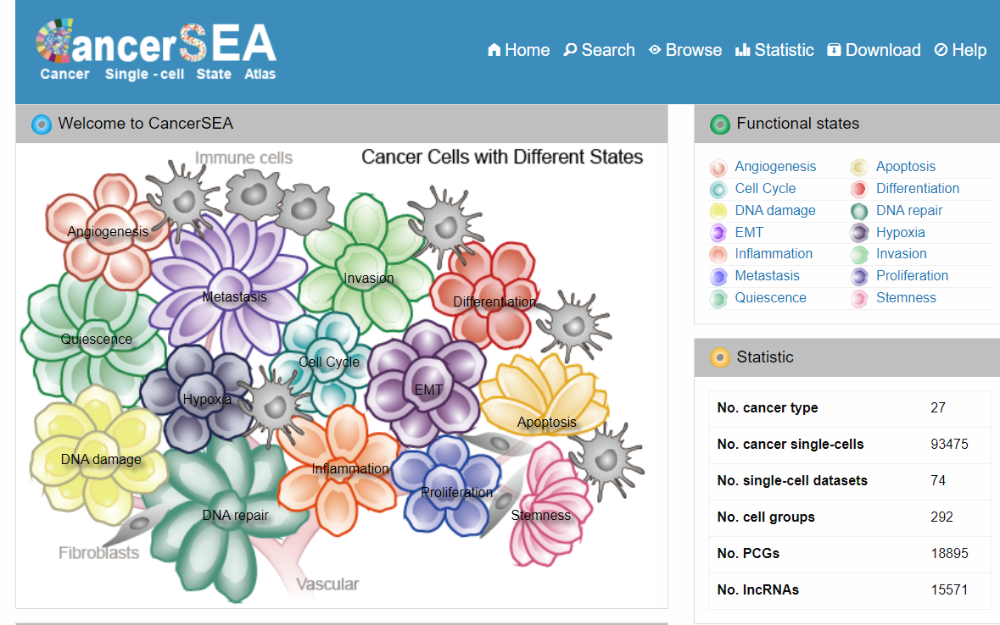 CancerSEA
Cancer Single-cell State Atlas
Home Search Browse Statistic Download Help
Welcome to CancerSEA
Immune cells
Cancer Cells with Different States
Angiogenesis
Invasion
Metastasis
Differentiation
Quiescence
Cell Cycle
Hypoxia
EMT
Apoptosis
DNA damage
Inflammation
Proliferation
DNA repair
Stemness
Fibroblasts
Vascular
Functional states
Angiogenesis Apoptosis
Cell Cycle Differentiation
DNA damage DNA repair
EMT Hypoxia
Inflammation Invasion
Metastasis Proliferation
Quiescence Stemness
Statistic
No. cancer type 27
No. cancer single-cells 93475
No. single-cell datasets 74
No. cell groups 292
No. PCGs 18895
No. lncRNAs 15571